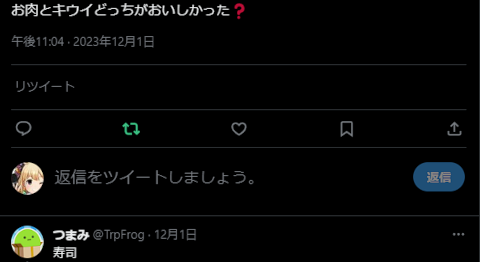 お肉とキウイどっちがおいしかった❓
午後11:04 · 2023年12月1日
リツイート
返信をツイートしましょう。
返信
つまみ @TrpFrog · 12月1日
寿司